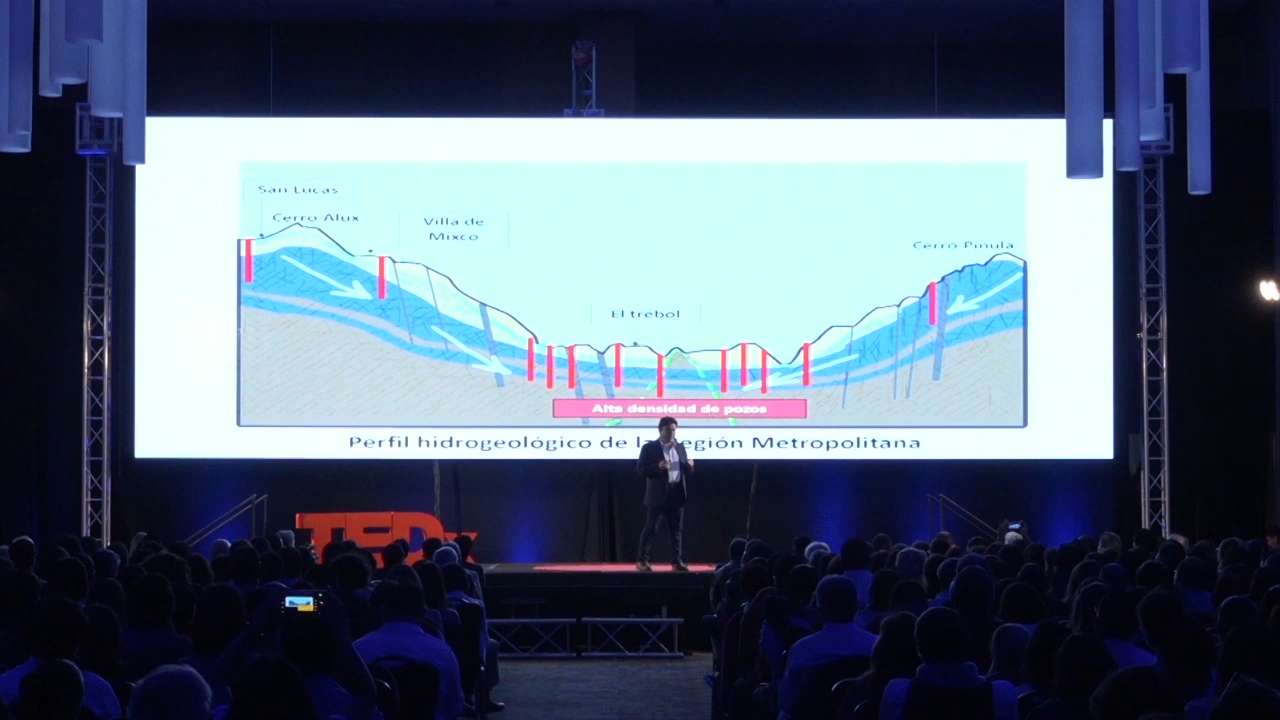 San Lucas
Cerro Alux
Villa de
Mixco
Cerro Pinula
El trébol
Alta densidad de pozos
Perfil hidrogeológico de la región Metropolitana
TEDx